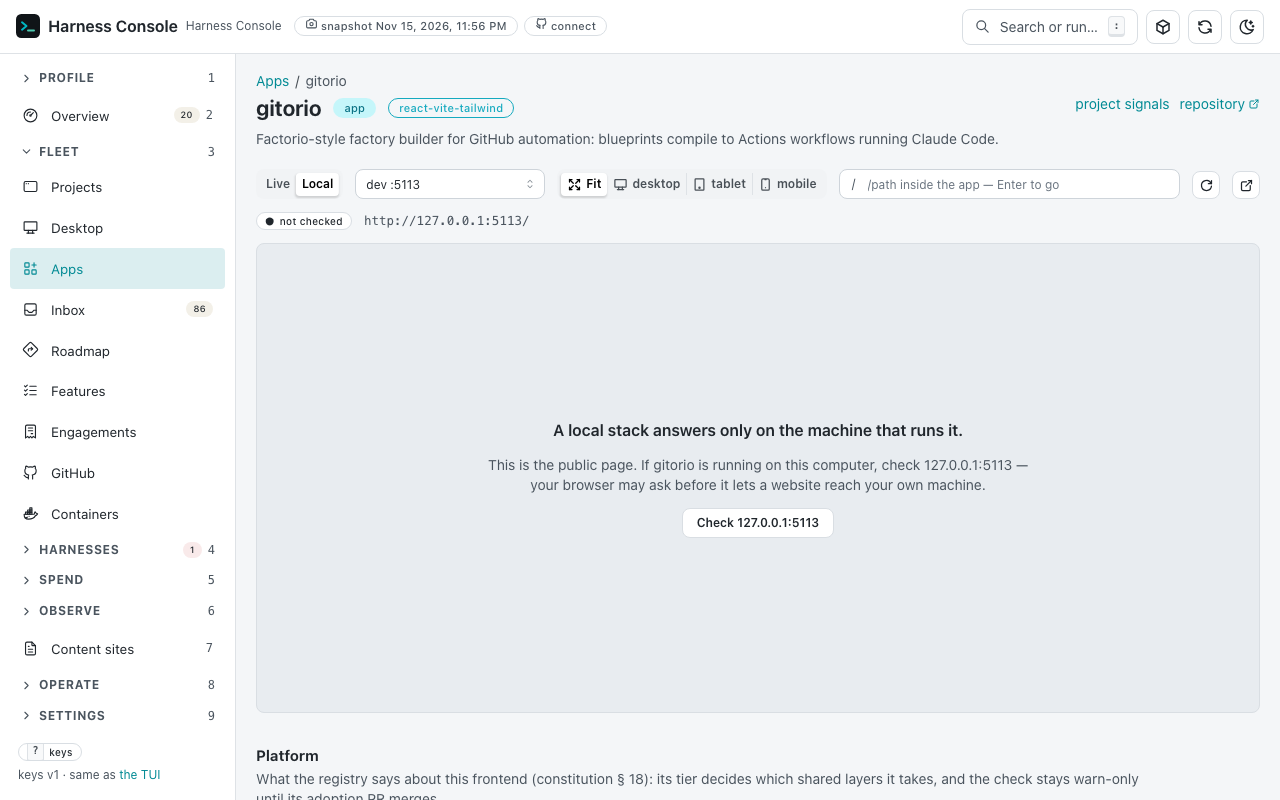 Harness Console Harness Console snapshot Nov 15, 2026, 11:56 PM connect Search or run... :
PROFILE 1
Overview 20 2
FLEET 3
Projects
Desktop
Apps
Inbox 86
Roadmap
Features
Engagements
GitHub
Containers
HARNESSES 1 4
SPEND 5
OBSERVE 6
Content sites 7
OPERATE 8
SETTINGS 9
? keys
keys v1 · same as the TUI
Apps / gitorio
gitorio app react-vite-tailwind project signals repository
Factorio-style factory builder for GitHub automation: blueprints compile to Actions workflows running Claude Code.
Live Local dev :5113 Fit desktop tablet mobile / /path inside the app — Enter to go
not checked http://127.0.0.1:5113/
A local stack answers only on the machine that runs it.
This is the public page. If gitorio is running on this computer, check 127.0.0.1:5113 —
your browser may ask before it lets a website reach your own machine.
Check 127.0.0.1:5113
Platform
What the registry says about this frontend (constitution § 18): its tier decides which shared layers it takes, and the check stays warn-only
until its adoption PR merges.